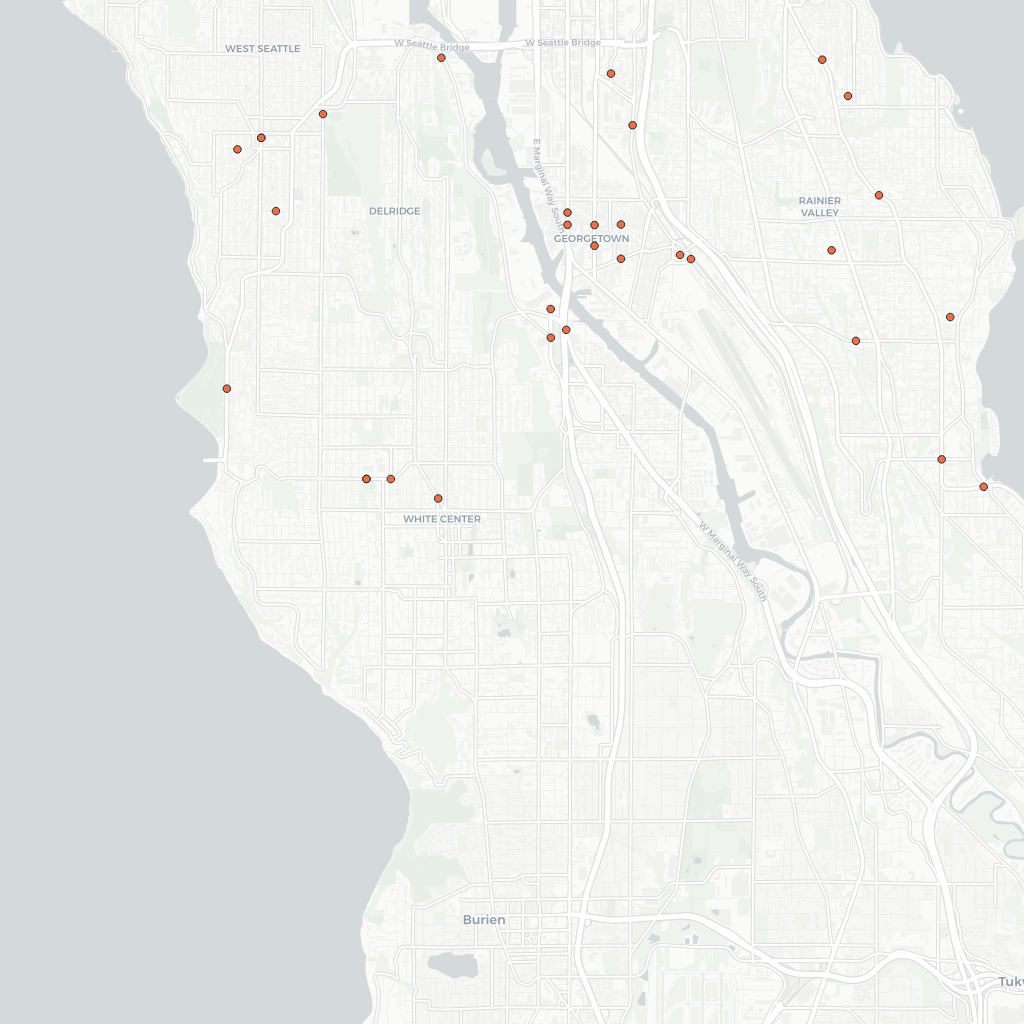 W Seattle Bridge
W Seattle Bridge
WEST SEATTLE
E Marginal Way South
RAINIER
VALLEY
DELRIDGE
GEORGETOWN
WHITE CENTER
W Marginal Way South
Burien
Tukw